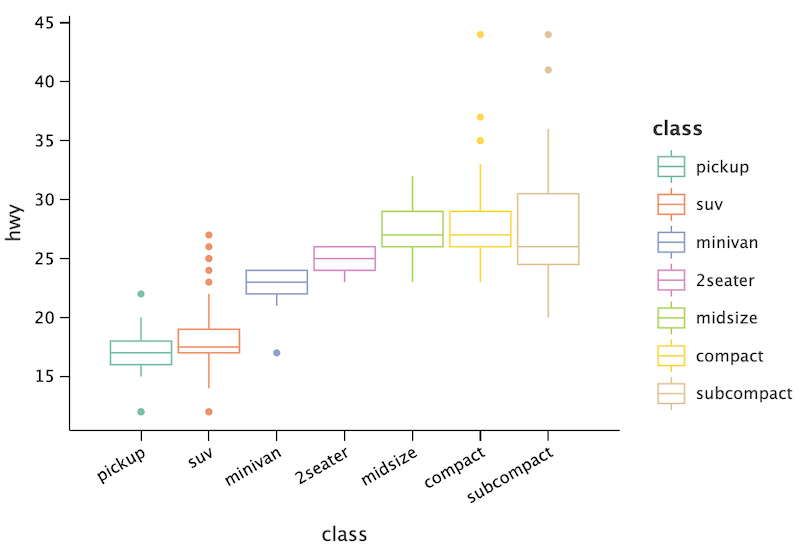 45
40
35
30
25
20
15
hwy
pickup
suv
minivan
2seater
midsize
compact
subcompact
class
class
pickup
suv
minivan
2seater
midsize
compact
subcompact